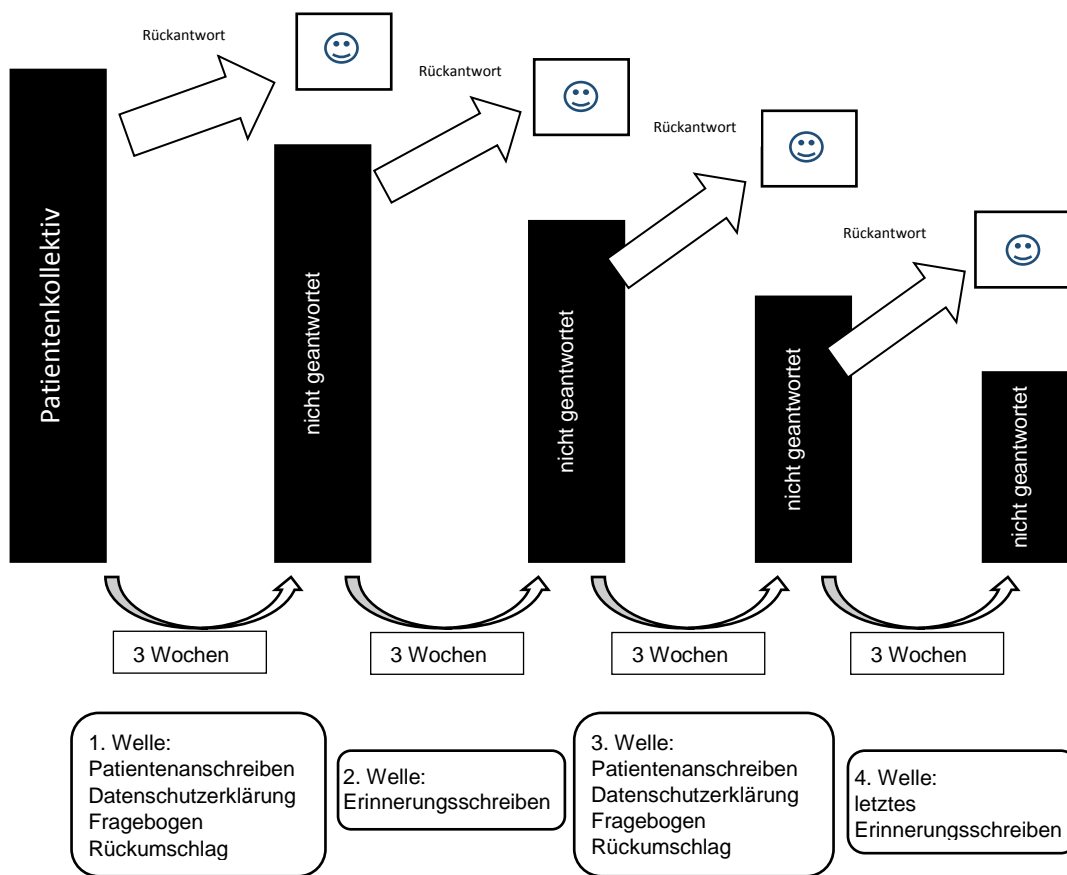 Rückantwort
Rückantwort
Rückantwort
Rückantwort
Patientenkollektiv
nicht geantwortet
nicht geantwortet
nicht geantwortet
nicht geantwortet
3 Wochen
3 Wochen
3 Wochen
3 Wochen
1. Welle:
Patientenanschreiben
Datenschutzerklärung
Fragebogen
Rückumschlag
2. Welle:
Erinnerungsschreiben
3. Welle:
Patientenanschreiben
Datenschutzerklärung
Fragebogen
Rückumschlag
4. Welle:
letztes
Erinnerungsschreiben